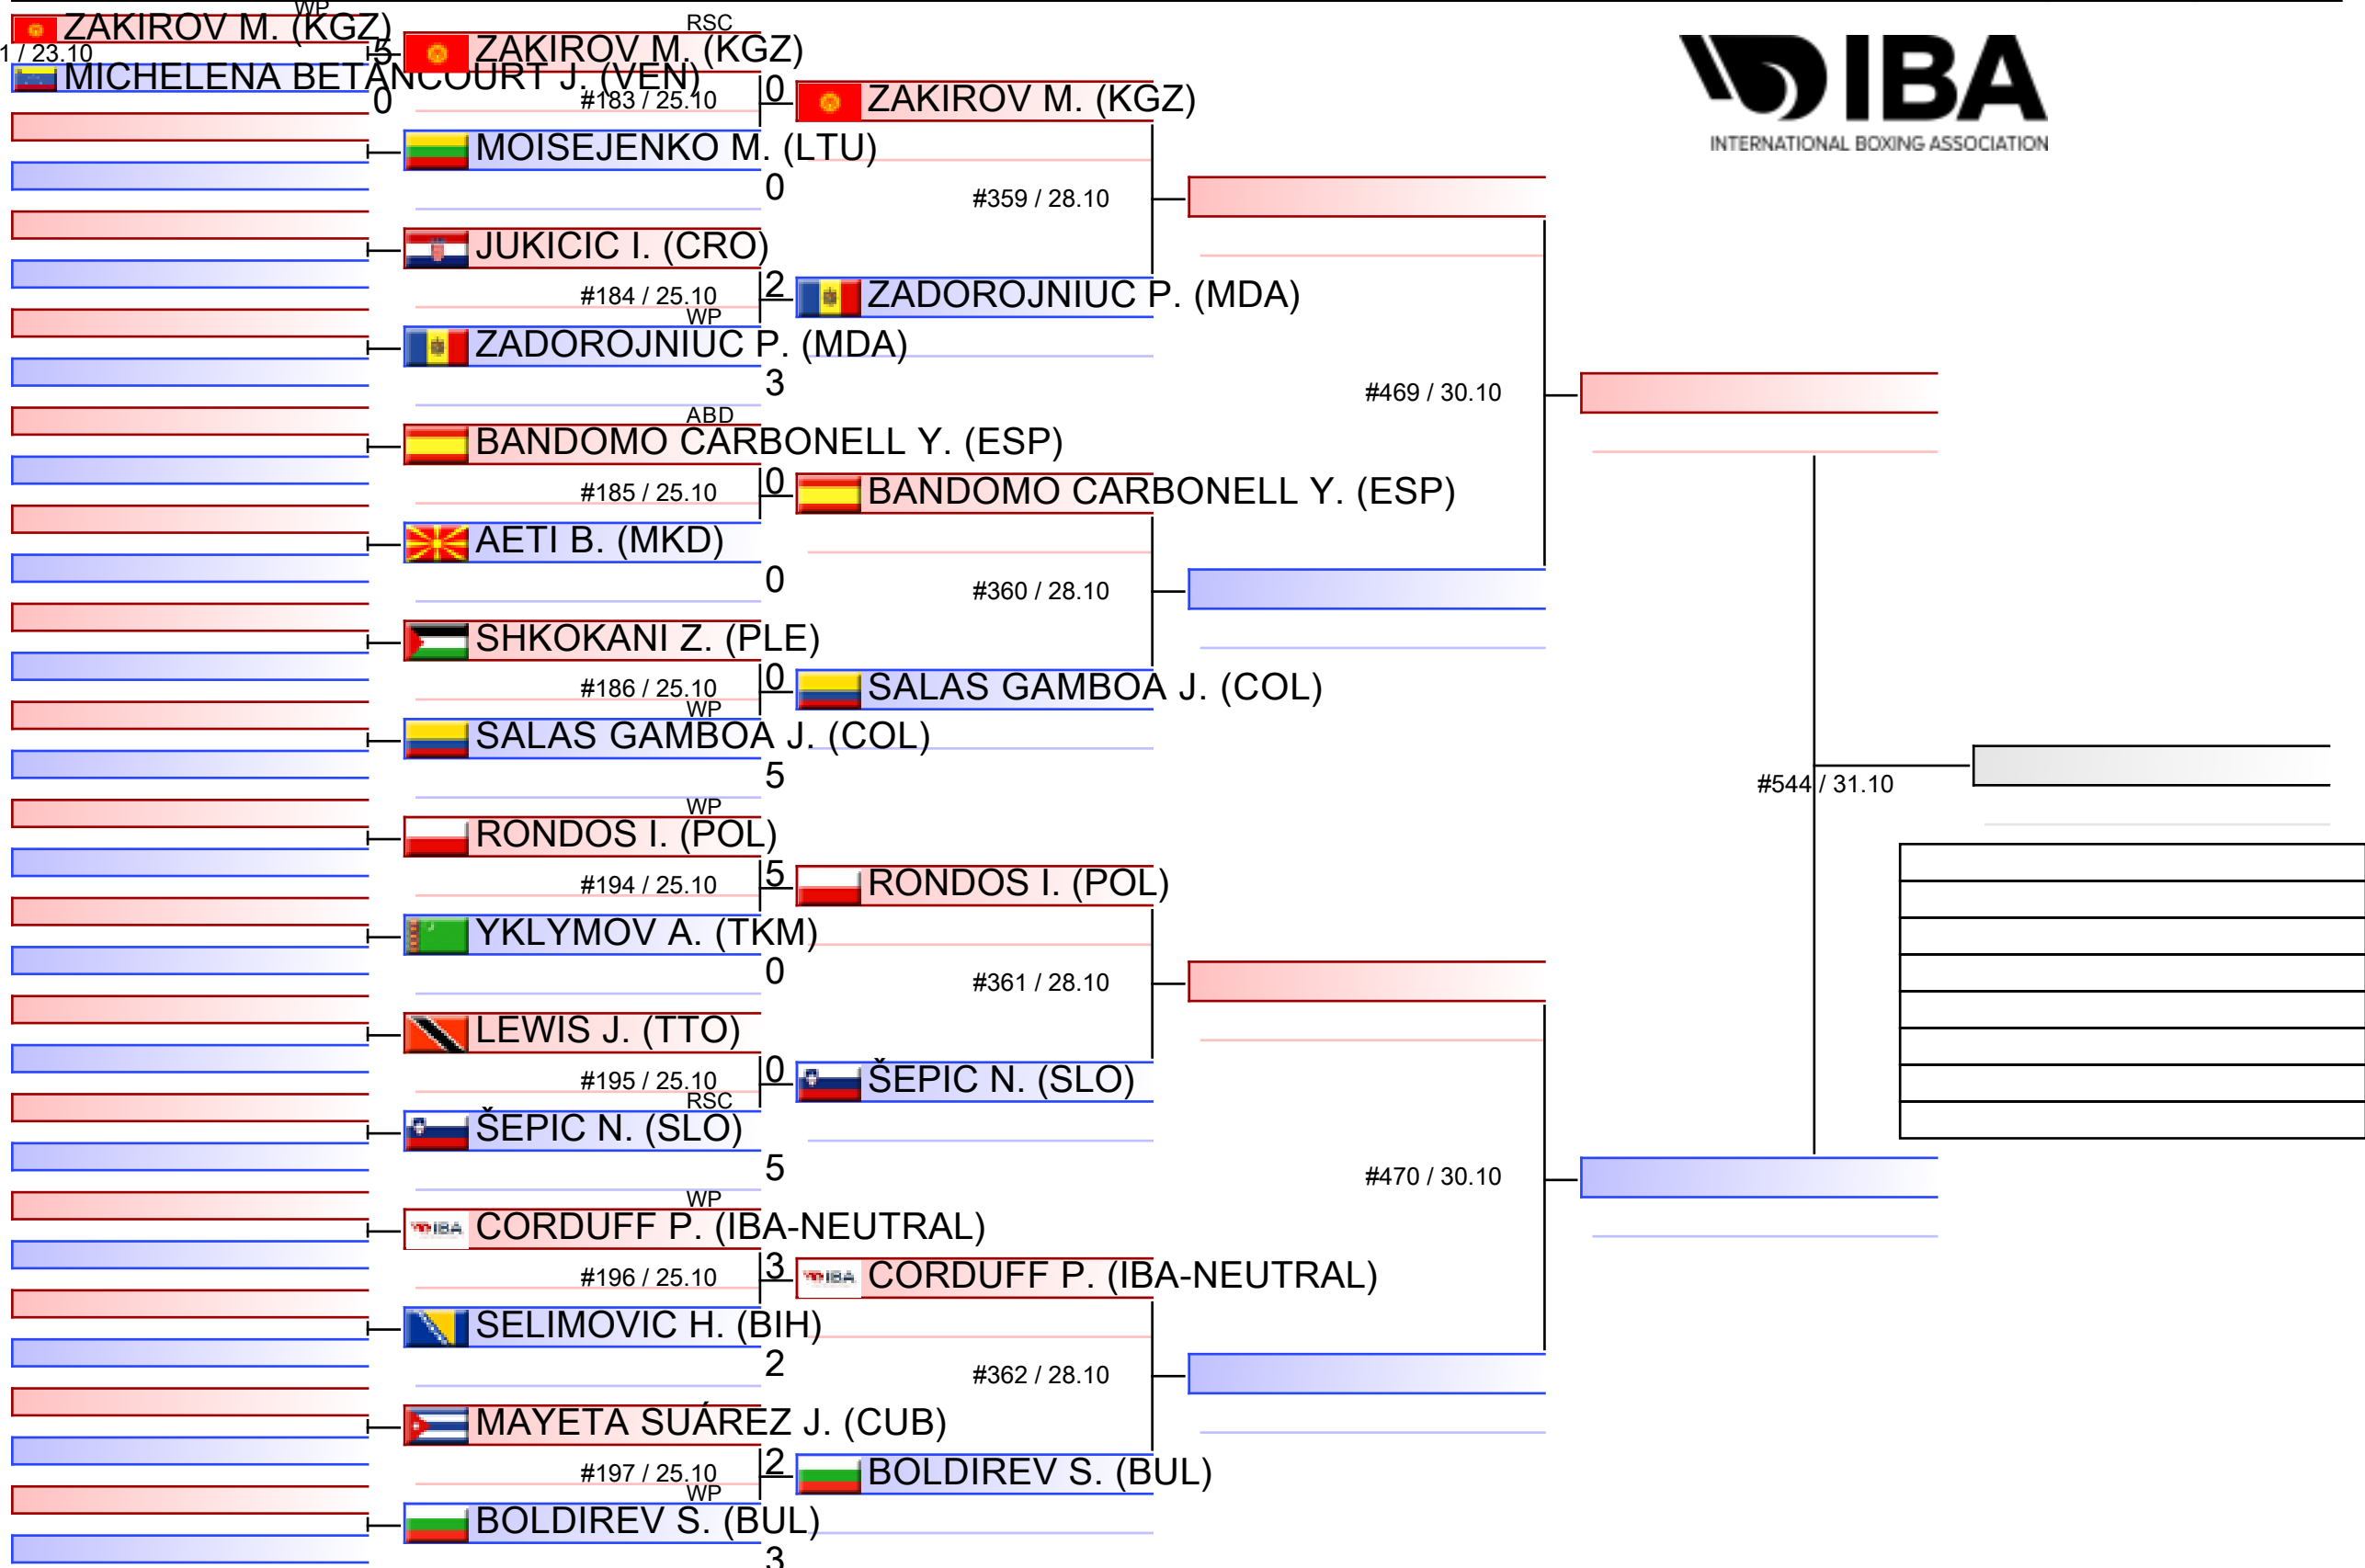 WP
ZAKIROV M. (KGZ)
1 / 23.10
5
MICHELENA BETANCOURT J. (VEN)
0
RSC
ZAKIROV M. (KGZ)
#183 / 25.10
0
MOISEJENKO M. (LTU)
0
JUKICIC I. (CRO)
#184 / 25.10
2
WP
ZADOROJNIUC P. (MDA)
3
ABD
BANDOMO CARBONELL Y. (ESP)
#185 / 25.10
0
AETI B. (MKD)
0
SHKOKANI Z. (PLE)
#186 / 25.10
0
WP
SALAS GAMBOA J. (COL)
5
WP
RONDOS I. (POL)
#194 / 25.10
5
YKLYMOV A. (TKM)
0
LEWIS J. (TTO)
#195 / 25.10
0
RSC
ŠEPIC N. (SLO)
5
WP
CORDUFF P. (IBA-NEUTRAL)
#196 / 25.10
3
SELIMOVIC H. (BIH)
2
MAYETA SUÁREZ J. (CUB)
#197 / 25.10
2
WP
BOLDIREV S. (BUL)
3
ZAKIROV M. (KGZ)
#359 / 28.10
ZADOROJNIUC P. (MDA)
BANDOMO CARBONELL Y. (ESP)
#360 / 28.10
SALAS GAMBOA J. (COL)
RONDOS I. (POL)
#361 / 28.10
ŠEPIC N. (SLO)
CORDUFF P. (IBA-NEUTRAL)
#362 / 28.10
BOLDIREV S. (BUL)
#469 / 30.10
#470 / 30.10
#544 / 31.10
IBA
INTERNATIONAL BOXING ASSOCIATION